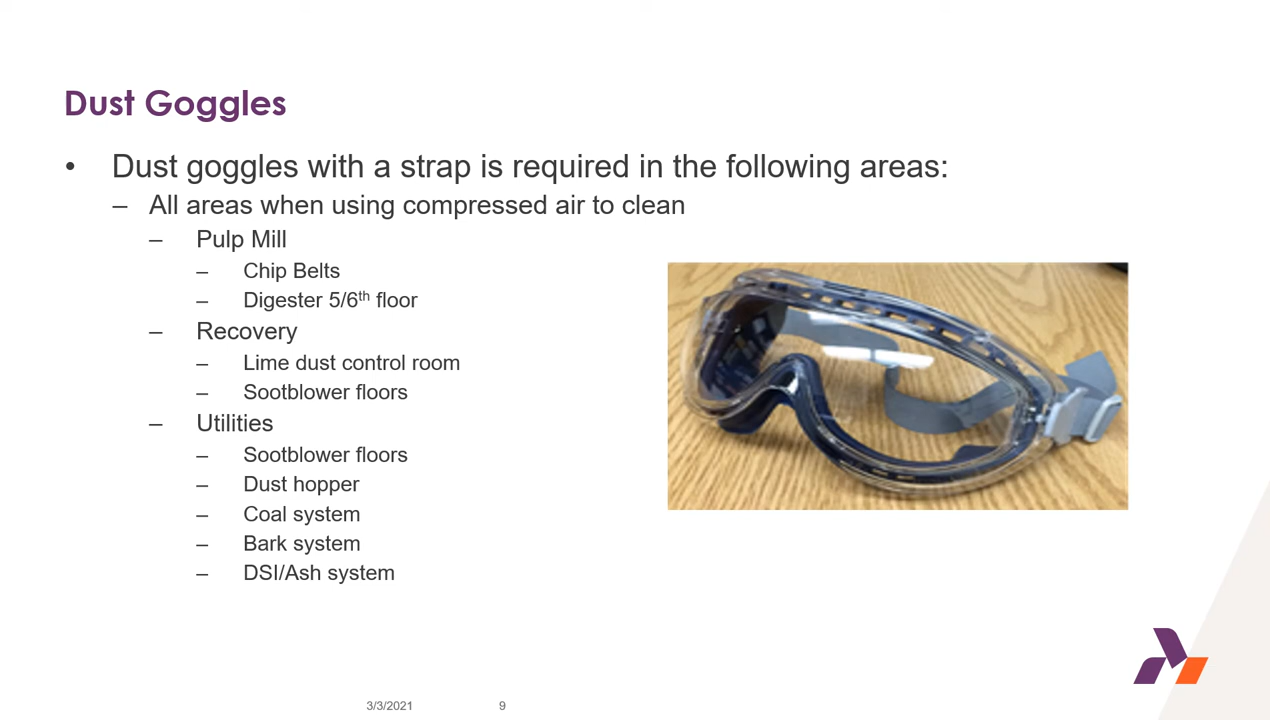 Dust Goggles
• Dust goggles with a strap is required in the following areas:
– All areas when using compressed air to clean
– Pulp Mill
– Chip Belts
– Digester 5/6th floor
– Recovery
– Lime dust control room
– Sootblower floors
– Utilities
– Sootblower floors
– Dust hopper
– Coal system
– Bark system
– DSI/Ash system
3/3/2021 9